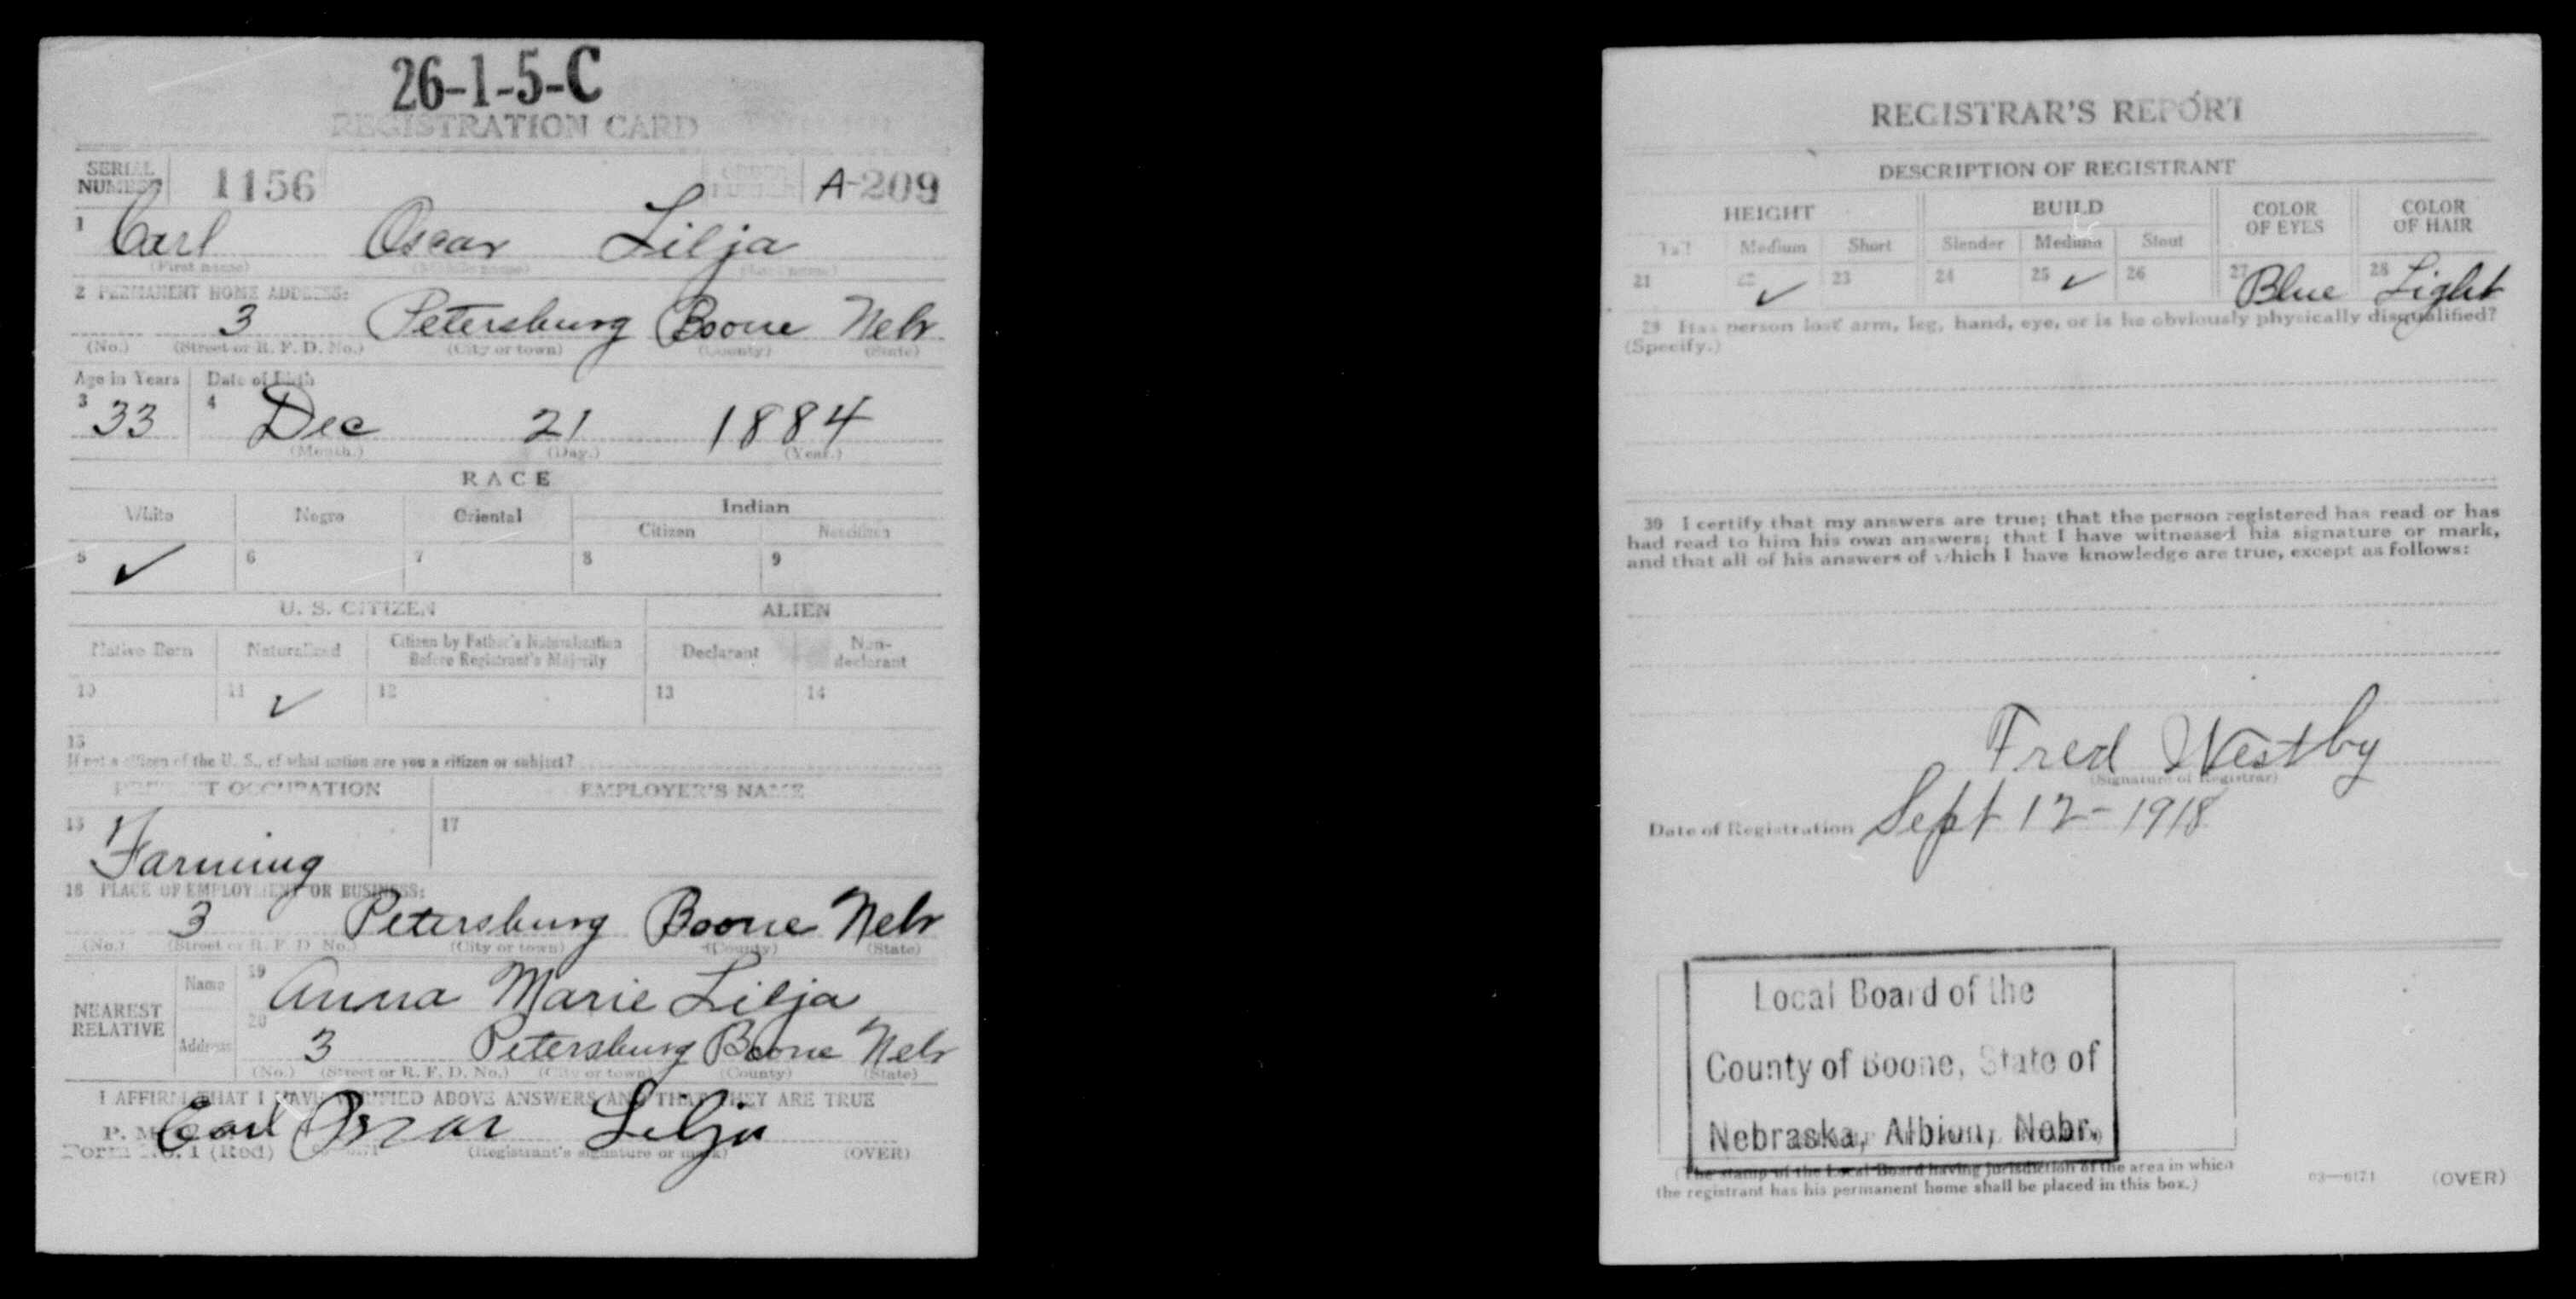 26-1-5-C
REGISTRATION CARD
SERIAL NUMBER 1156 ORDER NUMBER A-209
1 Carl Oscar Lilja
(First name) (Middle name) (Last name)
2 PERMANENT HOME ADDRESS:
3 Petersburg Boone Nebr
(No.) (Street or R. F. D. No.) (City or town) (County) (State)
Age in Years Date of Birth
3 33 4 Dec 21 1884
(Month.) (Day.) (Year.)
RACE
White Negro Oriental Indian
Citizen Noncitizen
5 ✓ 6 7 8 9
U. S. CITIZEN ALIEN
Native Born Naturalized Citizen by Father's Naturalization Before Registrant's Majority Declarant Non-declarant
10 11 ✓ 12 13 14
15
If not a citizen of the U. S., of what nation are you a citizen or subject?
PRESENT OCCUPATION EMPLOYER'S NAME
16 Farming 17
18 PLACE OF EMPLOYMENT OR BUSINESS:
3 Petersburg Boone Nebr
(No.) (Street or R. F. D. No.) (City or town) (County) (State)
NEAREST RELATIVE Name 19 Anna Marie Lilja
Address 20 3 Petersburg Boone Nebr
(No.) (Street or R. F. D. No.) (City or town) (County) (State)
I AFFIRM THAT I HAVE VERIFIED ABOVE ANSWERS AND THAT THEY ARE TRUE
P. M.
Carl Oscar Lilja
Form No. 1 (Red) (Registrant's signature or mark) (OVER)
REGISTRAR'S REPORT
DESCRIPTION OF REGISTRANT
HEIGHT BUILD COLOR OF EYES COLOR OF HAIR
Tall Medium Short Slender Medium Stout
21 22 ✓ 23 24 25 ✓ 26 27 Blue 28 Light
29 Has person lost arm, leg, hand, eye, or is he obviously physically disqualified?
(Specify.)
30 I certify that my answers are true; that the person registered has read or has
had read to him his own answers; that I have witnessed his signature or mark,
and that all of his answers of which I have knowledge are true, except as follows:
Fred Westby
(Signature of Registrar)
Date of Registration Sept 12-1918
Local Board of the
County of Boone, State of
Nebraska, Albion, Nebr.
(The stamp of the Local Board having jurisdiction of the area in which
the registrant has his permanent home shall be placed in this box.)
03—6171 (OVER)